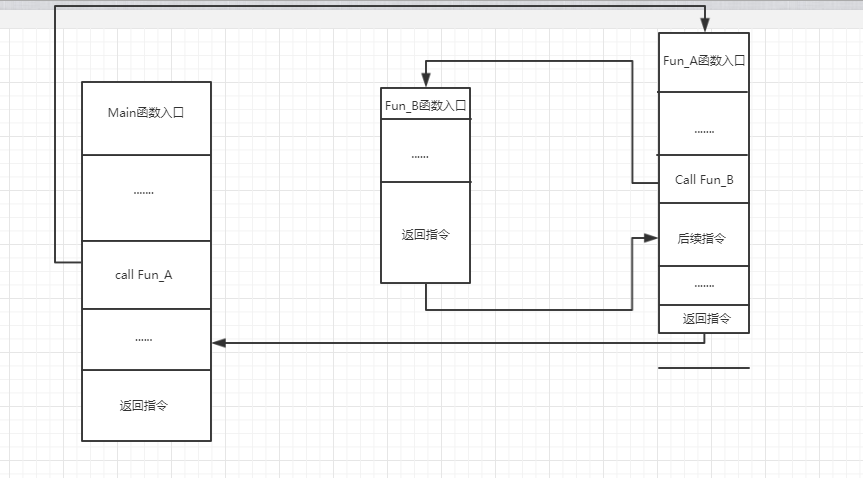 Main函数入口
.......
call Fun_A
......
返回指令
Fun_B函数入口
......
返回指令
Fun_A函数入口
.......
Call Fun_B
后续指令
.......
返回指令